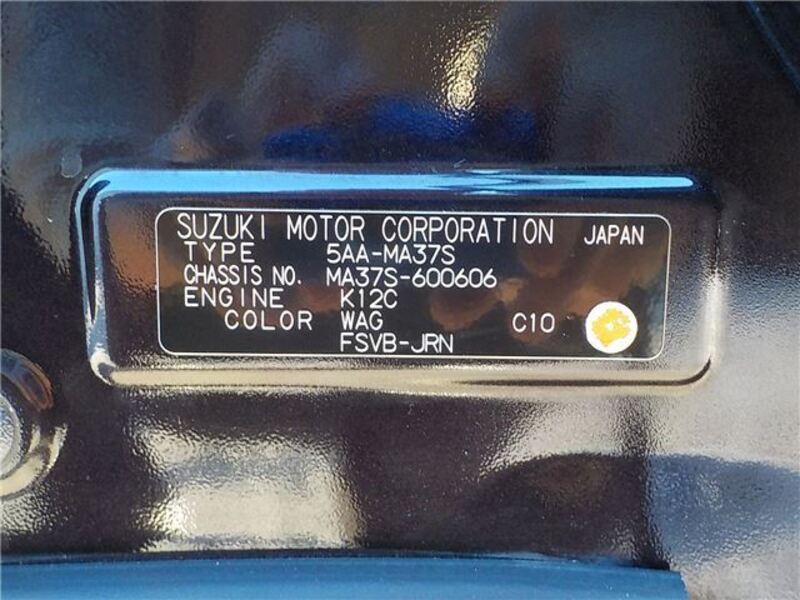 SUZUKI MOTOR CORPORATION JAPAN
TYPE 5AA-MA37S
CHASSIS NO. MA37S-600606
ENGINE K12C
COLOR WAG C10
FSVB-JRN